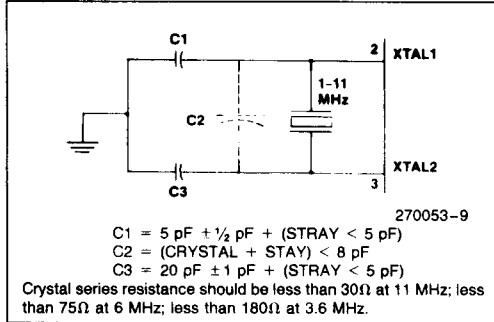 C1
2 XTAL1
1–11
MHz
C2
XTAL2
3
C3
270053–9
C1 = 5 pF ±½ pF + (STRAY < 5 pF)
C2 = (CRYSTAL + STAY) < 8 pF
C3 = 20 pF ±1 pF + (STRAY < 5 pF)
Crystal series resistance should be less than 30Ω at 11 MHz; less
than 75Ω at 6 MHz; less than 180Ω at 3.6 MHz.